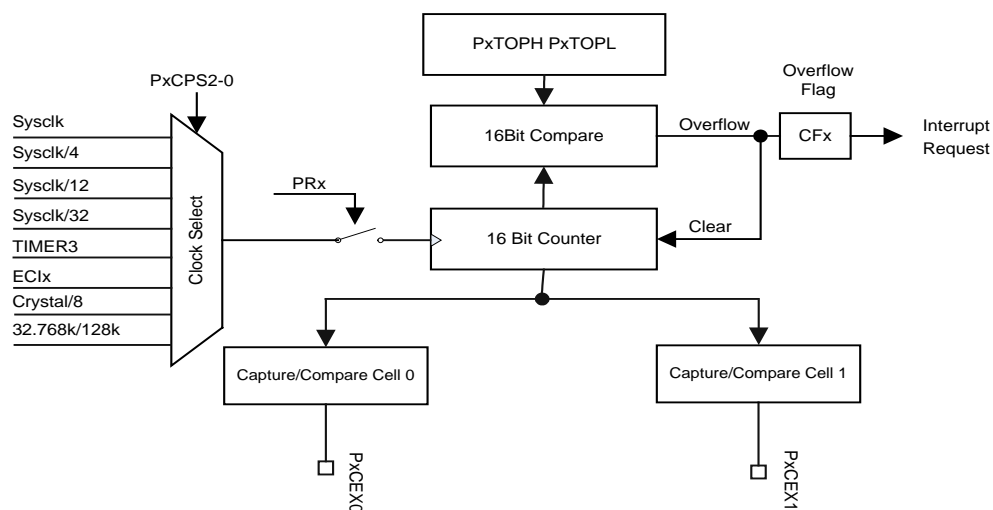 PxTOPH PxTOPL
PxCPS2-0
Overflow
Flag
Sysclk
Sysclk/4
Sysclk/12
Sysclk/32
TIMER3
ECIx
Crystal/8
32.768k/128k
Clock Select
PRx
16Bit Compare
Overflow
CFx
Interrupt
Request
16 Bit Counter
Clear
Capture/Compare Cell 0
Capture/Compare Cell 1
PxCEX0
PxCEX1